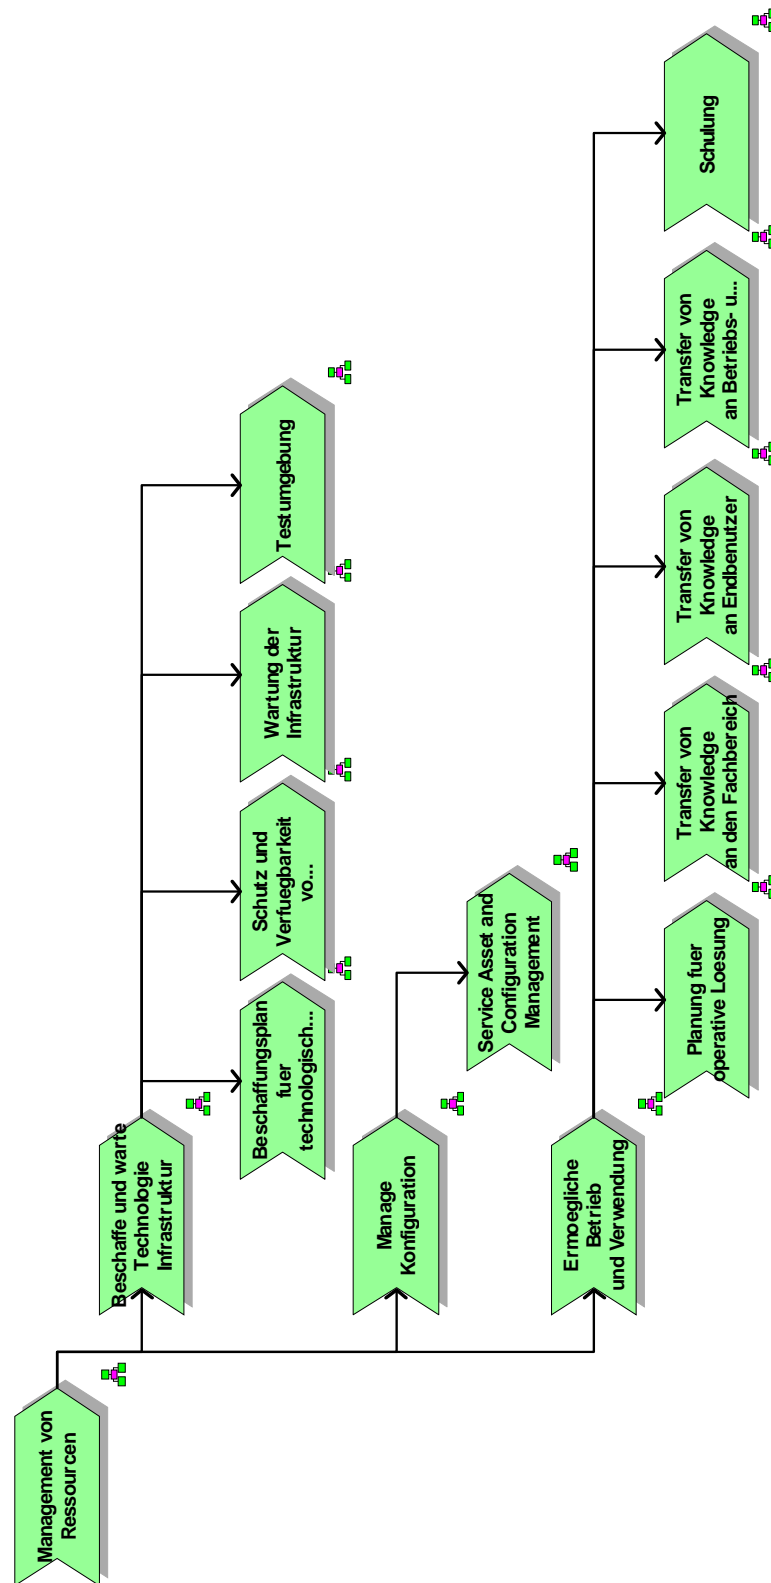 Management von
Ressourcen
Beschaffe und warte
Technologie
Infrastruktur
Beschaffungsplan
fuer
technologisch...
Schutz und
Verfuegbarkeit
vo...
Wartung der
Infrastruktur
Testumgebung
Manage
Konfiguration
Service Asset and
Configuration
Management
Ermoegliche
Betrieb
und Verwendung
Planung fuer
operative Loesung
Transfer von
Knowledge
an den Fachbereich
Transfer von
Knowledge
an Endbenutzer
Transfer von
Knowledge
an Betriebs- u...
Schulung